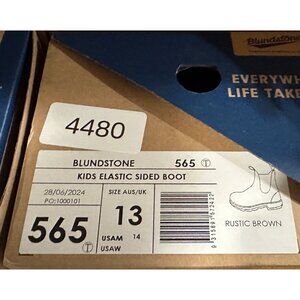 Blundstone
EVERYWH
LIFE TAKE
4480
BLUNDSTONE 565 T
KIDS ELASTIC SIDED BOOT
28/06/2024
PO:1000101
SIZE AUS/UK
565 T
13
USAM 14
USAW
RUSTIC BROWN